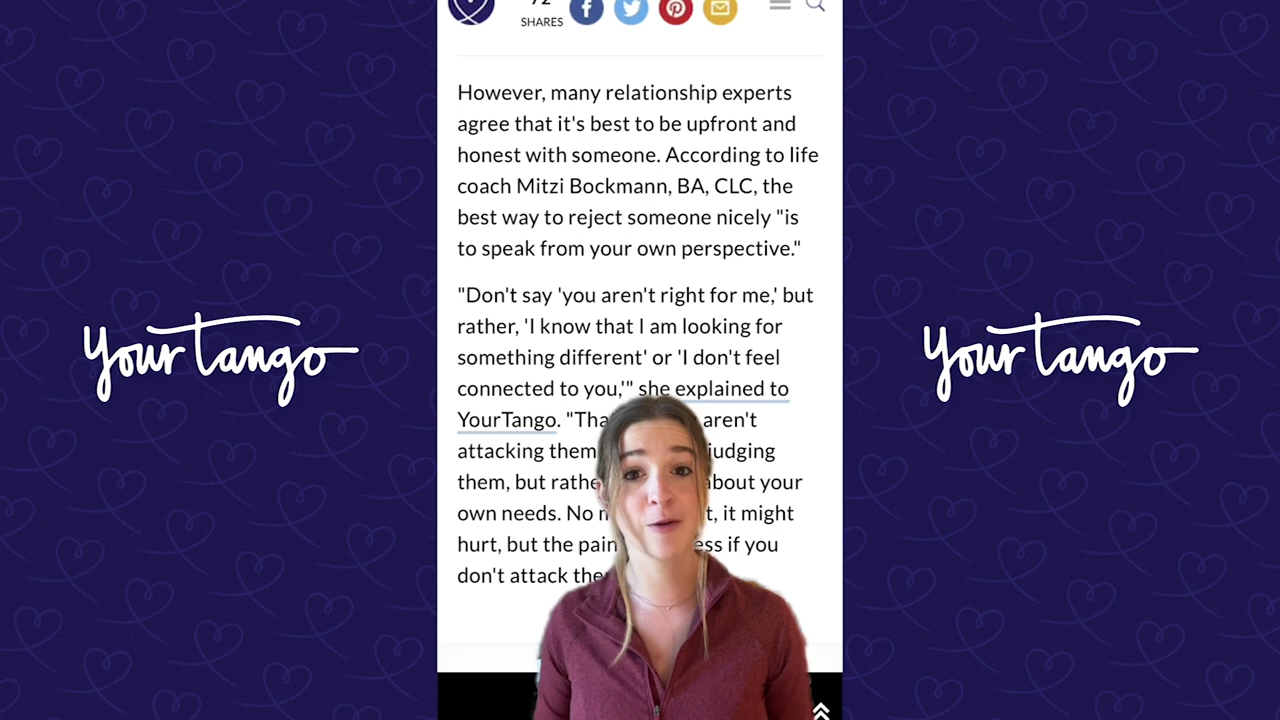 SHARES
However, many relationship experts
agree that it's best to be upfront and
honest with someone. According to life
coach Mitzi Bockmann, BA, CLC, the
best way to reject someone nicely "is
to speak from your own perspective."
"Don't say 'you aren't right for me,' but
rather, 'I know that I am looking for
something different' or 'I don't feel
connected to you,'" she explained to
YourTango. aren't
attacking them judging
them, but about your
own needs. No it might
hurt, but the pain if you
don't attack
YourTango
YourTango